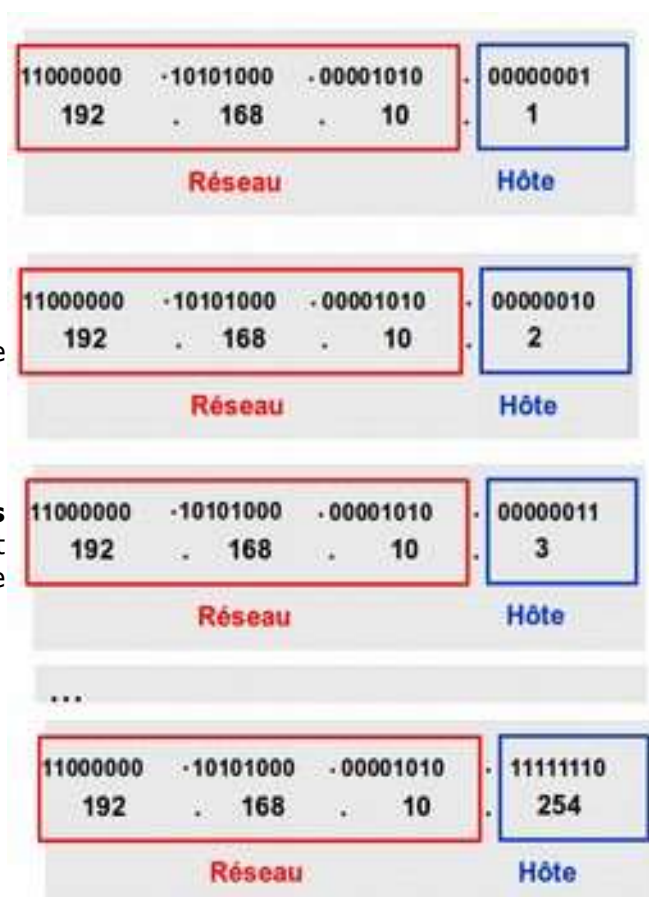 11000000 .10101000 .00001010 . 00000001
192 . 168 . 10 . 1
Réseau Hôte
11000000 .10101000 .00001010 . 00000010
192 . 168 . 10 . 2
e
Réseau Hôte
s
11000000 .10101000 .00001010 . 00000011
192 . 168 . 10 . 3
e
Réseau Hôte
...
11000000 .10101000 .00001010 . 11111110
192 . 168 . 10 . 254
Réseau Hôte